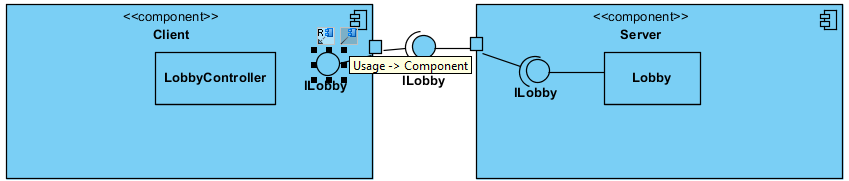 <<component>>
Client
LobbyController
R
ILobby
Usage -> Component
ILobby
<<component>>
Server
ILobby
Lobby